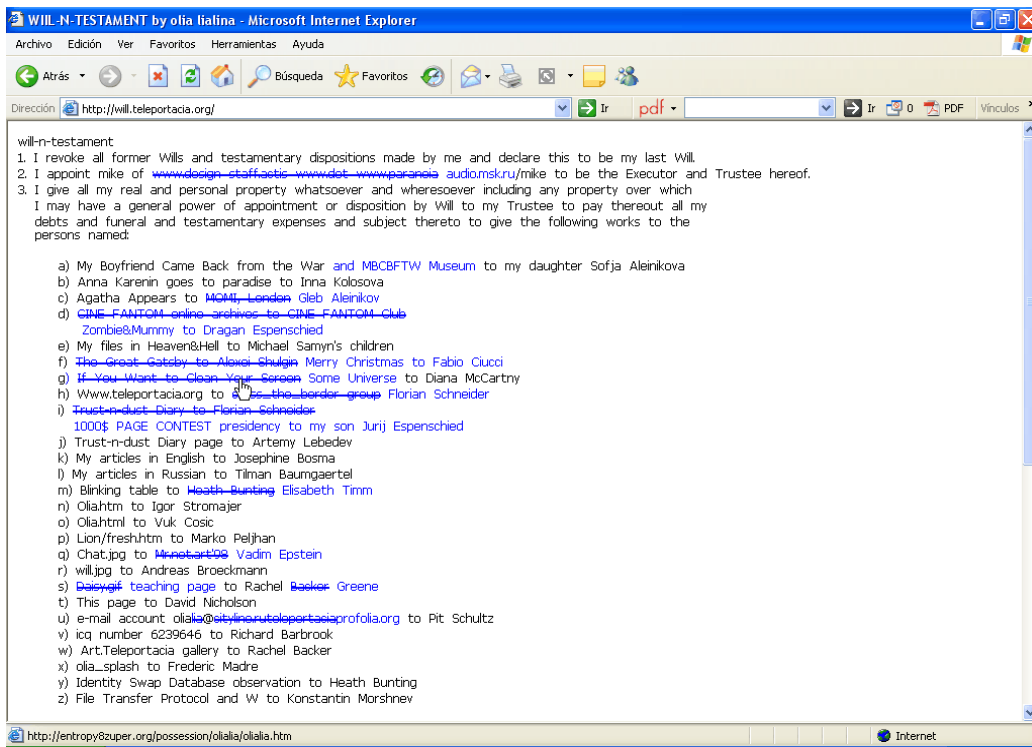 WIIL-N-TESTAMENT by olia lialina - Microsoft Internet Explorer
Archivo Edición Ver Favoritos Herramientas Ayuda
Atrás Búsqueda Favoritos
Dirección http://will.teleportacia.org/ Ir pdf Ir 0 PDF Vínculos
will-n-testament
1. I revoke all former Wills and testamentary dispositions made by me and declare this to be my last Will.
2. I appoint mike of www.design-staff.actis www.dot www.paranoia audio.msk.ru/mike to be the Executor and Trustee hereof.
3. I give all my real and personal property whatsoever and wheresoever including any property over which
I may have a general power of appointment or disposition by Will to my Trustee to pay thereout all my
debts and funeral and testamentary expenses and subject thereto to give the following works to the
persons named:
a) My Boyfriend Came Back from the War and MBCBFTW Museum to my daughter Sofja Aleinikova
b) Anna Karenin goes to paradise to Inna Kolosova
c) Agatha Appears to MOMI, London Gleb Aleinikov
d) CINE FANTOM online archives to CINE FANTOM Club
Zombie&Mummy to Dragan Espenschied
e) My files in Heaven&Hell to Michael Samyn's children
f) The Great Gatsby to Alexei Shulgin Merry Christmas to Fabio Ciucci
g) If You Want to Clean Your Screen Some Universe to Diana McCartny
h) Www.teleportacia.org to the_border group Florian Schneider
i) Trust-n-dust Diary to Florian Schneider
1000$ PAGE CONTEST presidency to my son Jurij Espenschied
j) Trust-n-dust Diary page to Artemy Lebedev
k) My articles in English to Josephine Bosma
l) My articles in Russian to Tilman Baumgaertel
m) Blinking table to Heath Bunting Elisabeth Timm
n) Olia.htm to Igor Stromajer
o) Olia.html to Vuk Cosic
p) Lion/fresh.htm to Marko Peljhan
q) Chat.jpg to Mr.net.art'98 Vadim Epstein
r) will.jpg to Andreas Broeckmann
s) Daisy.gif teaching page to Rachel Backer Greene
t) This page to David Nicholson
u) e-mail account olialia@cityline.ruteleportaciaprofolia.org to Pit Schultz
v) icq number 6239646 to Richard Barbrook
w) Art.Teleportacia gallery to Rachel Backer
x) olia_splash to Frederic Madre
y) Identity Swap Database observation to Heath Bunting
z) File Transfer Protocol and W to Konstantin Morshnev
http://entropy8zuper.org/possession/olialia/olialia.htm Internet